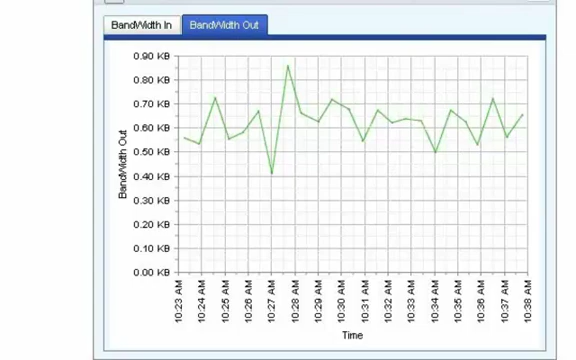 BandWidth In
BandWidth Out
0.90 KB
0.80 KB
0.70 KB
0.60 KB
0.50 KB
0.40 KB
0.30 KB
0.20 KB
0.10 KB
0.00 KB
BandWidth Out
10:23 AM
10:24 AM
10:25 AM
10:26 AM
10:27 AM
10:28 AM
10:29 AM
10:30 AM
10:31 AM
10:32 AM
10:33 AM
10:34 AM
10:35 AM
10:36 AM
10:37 AM
10:38 AM
Time